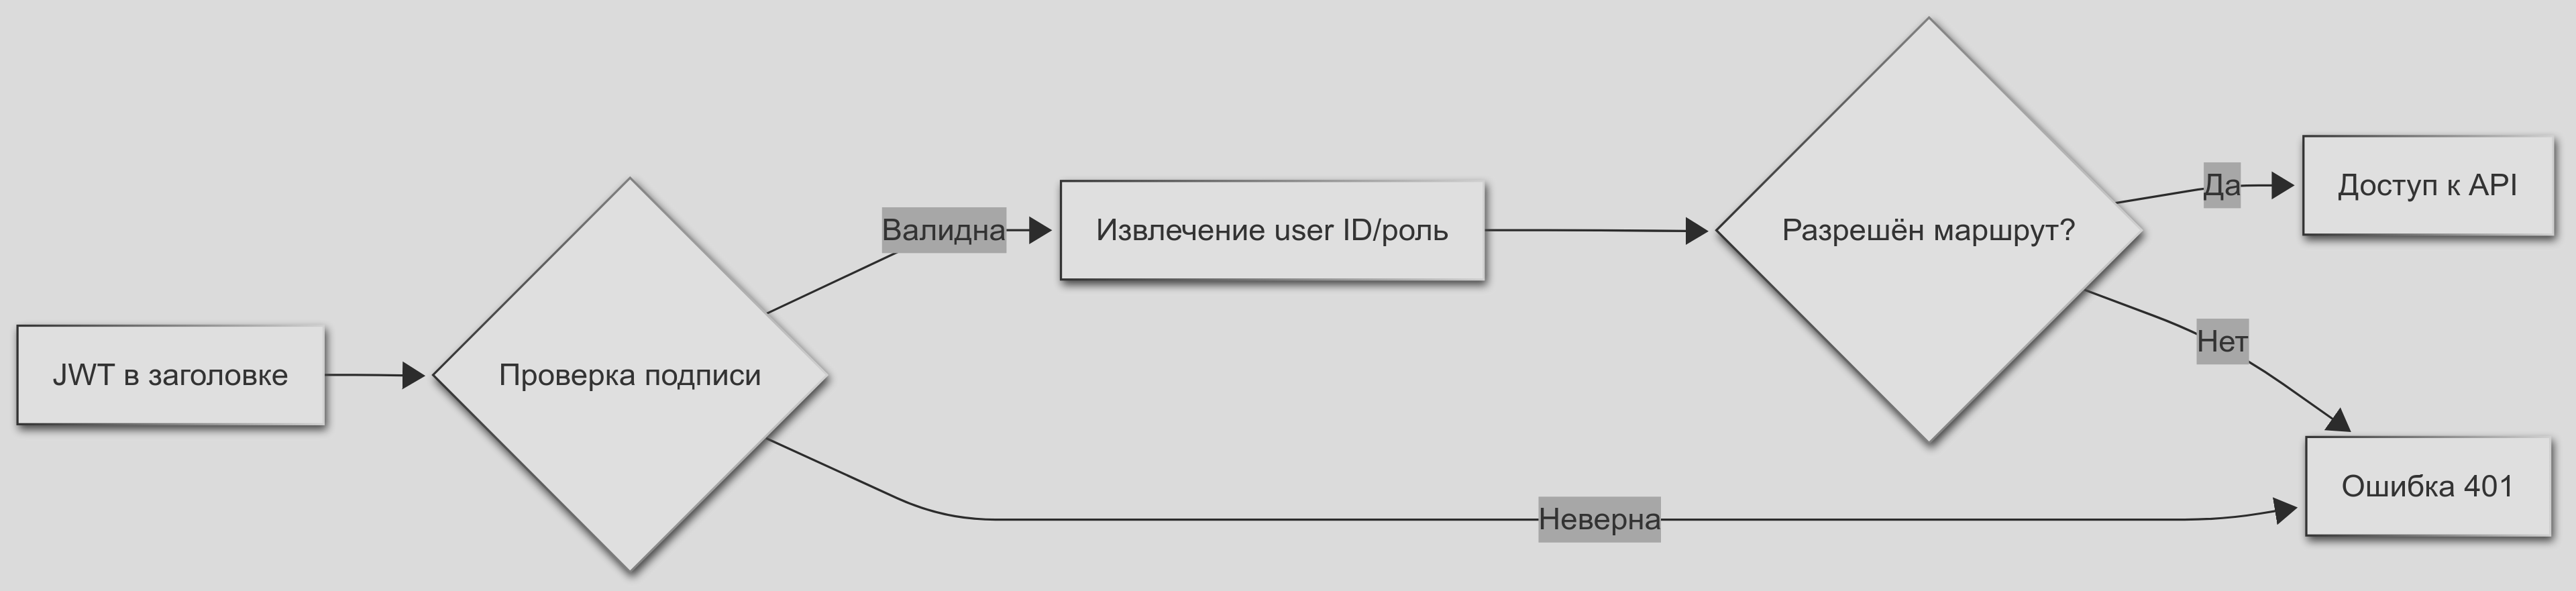 JWT в заголовке
Проверка подписи
Валидна
Извлечение user ID/роль
Разрешён маршрут?
Да
Доступ к API
Нет
Неверна
Ошибка 401